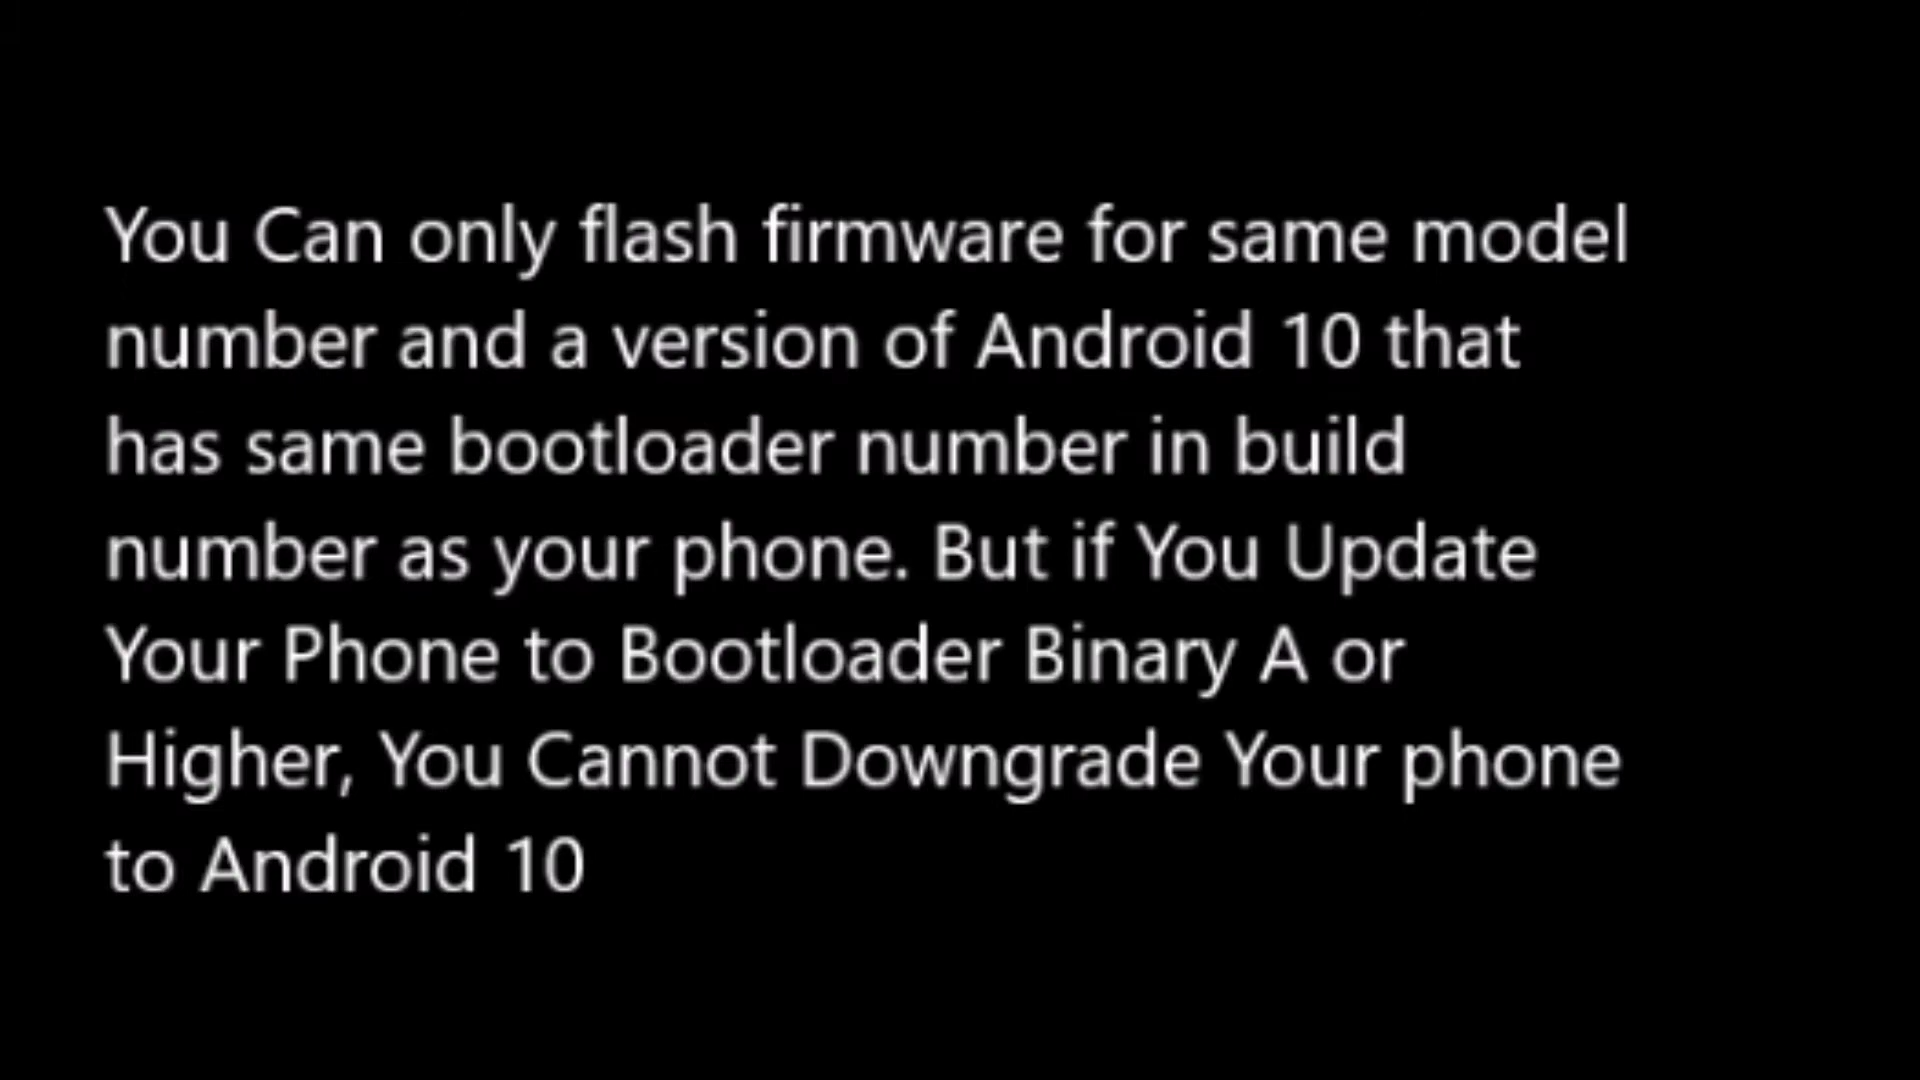 You Can only flash firmware for same model
number and a version of Android 10 that
has same bootloader number in build
number as your phone. But if You Update
Your Phone to Bootloader Binary A or
Higher, You Cannot Downgrade Your phone
to Android 10